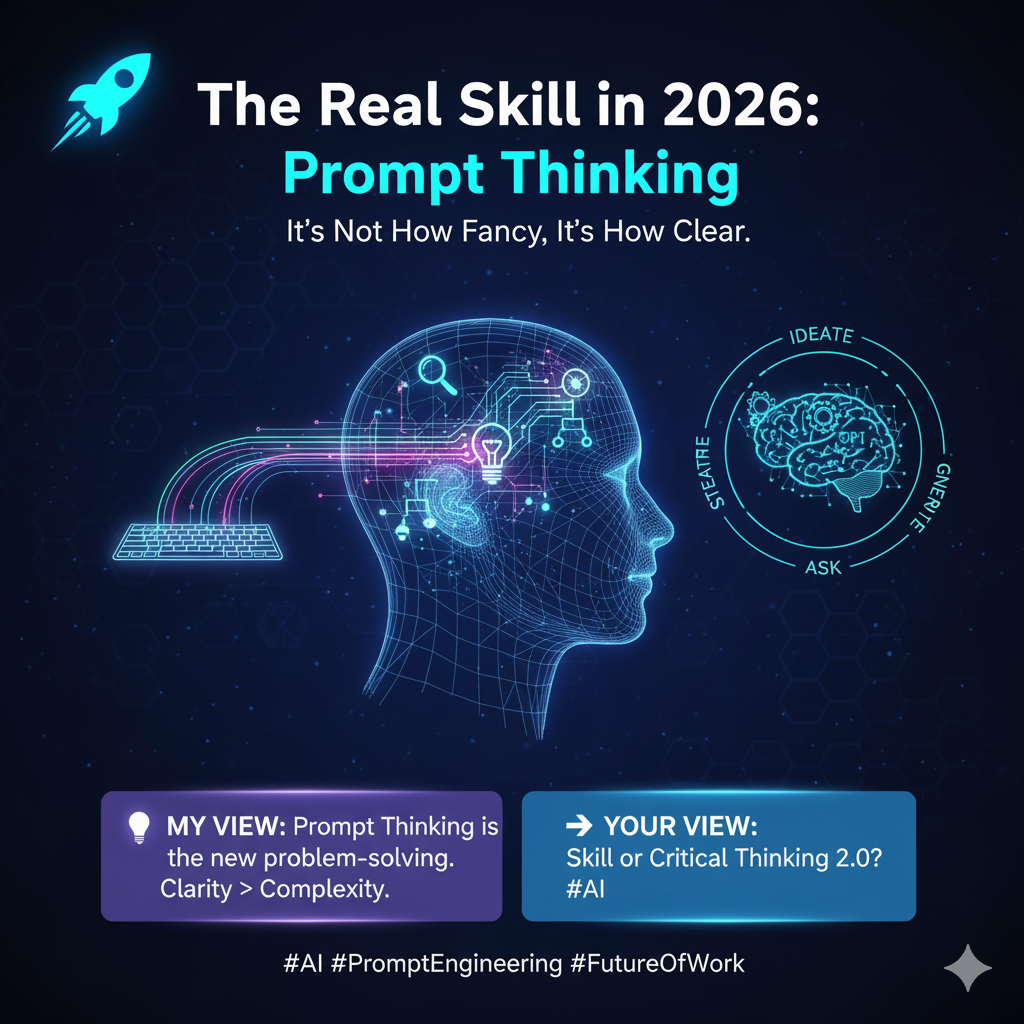 The Real Skill in 2026:
Prompt Thinking
It's Not How Fancy, It's How Clear.
IDEATE
STEATRE
GNERITE
ASK
MY VIEW: Prompt Thinking is
the new problem-solving.
Clarity > Complexity.
→ YOUR VIEW:
Skill or Critical Thinking 2.0?
#AI
#AI #PromptEngineering #FutureOfWork